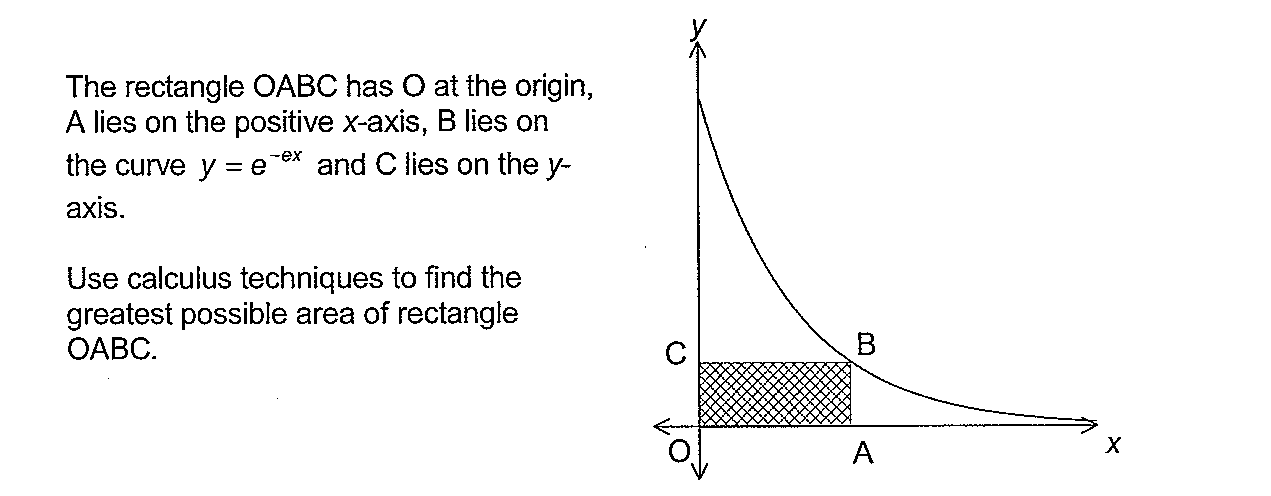 The rectangle OABC has O at the origin,
A lies on the positive x-axis, B lies on
the curve y = e^{-ex} and C lies on the y-
axis.
Use calculus techniques to find the
greatest possible area of rectangle
OABC.
y
C
B
O
A
x